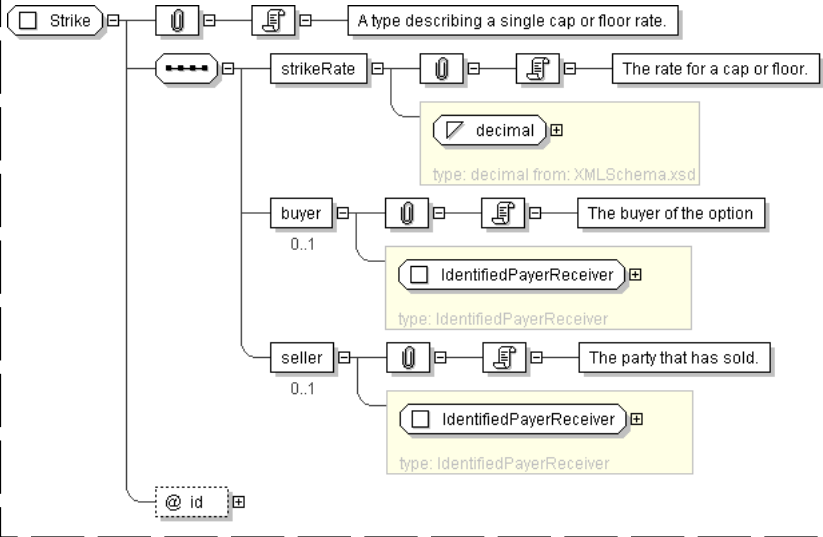 Strike
A type describing a single cap or floor rate.
strikeRate
The rate for a cap or floor.
decimal
type: decimal from: XMLSchema.xsd
buyer
The buyer of the option
0..1
IdentifiedPayerReceiver
type: IdentifiedPayerReceiver
seller
The party that has sold.
0..1
IdentifiedPayerReceiver
type: IdentifiedPayerReceiver
@ id